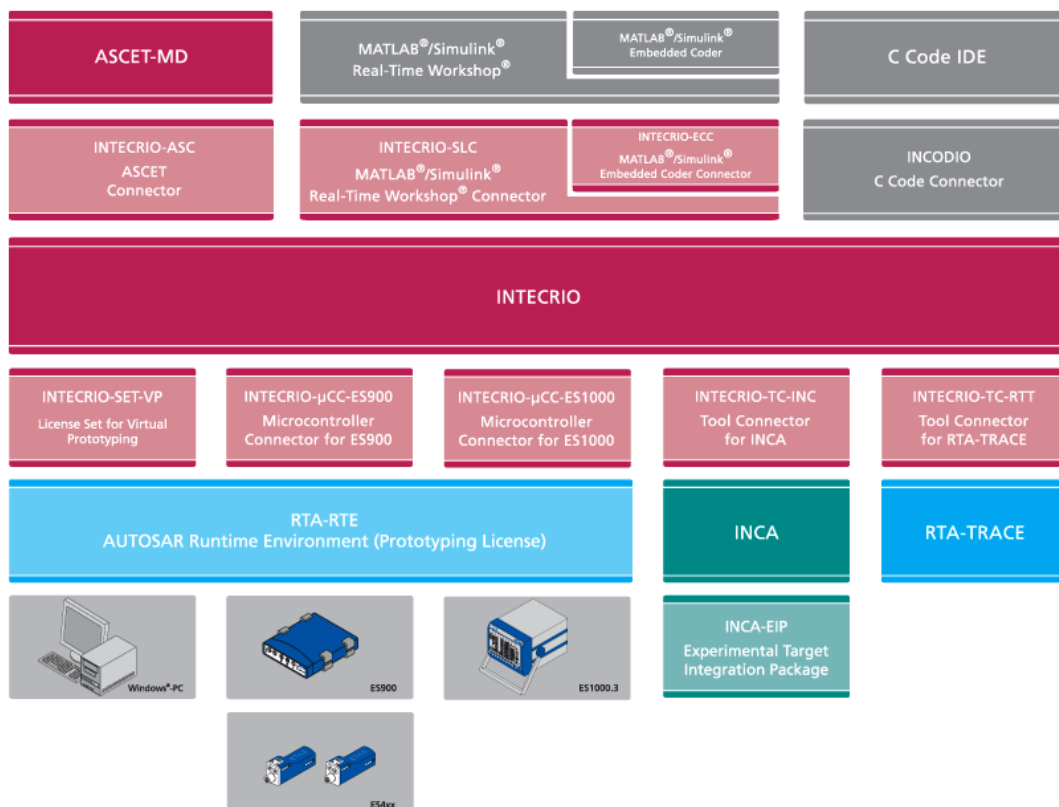 ASCET-MD
MATLAB®/Simulink®
Real-Time Workshop®
MATLAB®/Simulink®
Embedded Coder
C Code IDE
INTECRIO-ASC
ASCET
Connector
INTECRIO-SLC
MATLAB®/Simulink®
Real-Time Workshop® Connector
INTECRIO-ECC
MATLAB®/Simulink®
Embedded Coder Connector
INCODIO
C Code Connector
INTECRIO
INTECRIO-SET-VP
License Set for Virtual
Prototyping
INTECRIO-µCC-ES900
Microcontroller
Connector for ES900
INTECRIO-µCC-ES1000
Microcontroller
Connector for ES1000
INTECRIO-TC-INC
Tool Connector
for INCA
INTECRIO-TC-RTT
Tool Connector
for RTA-TRACE
RTA-RTE
AUTOSAR Runtime Environment (Prototyping License)
INCA
RTA-TRACE
Windows®-PC
ES900
ES1000.3
INCA-EIP
Experimental Target
Integration Package
ES4xx